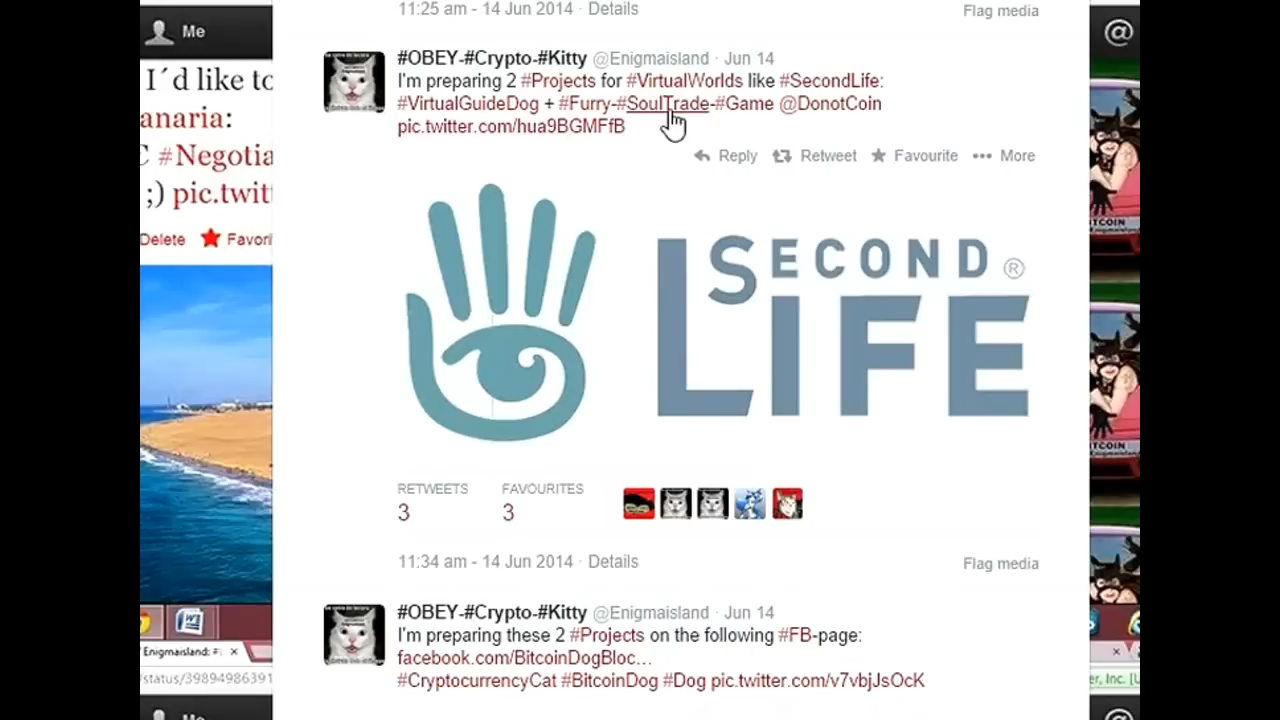 11:25 am - 14 Jun 2014 · Details
Flag media
Me
@
I´d like to
anaria:
#Negotia
;) pic.twit
Delete
Favori
#OBEY-#Crypto-#Kitty @Enigmaisland · Jun 14
I'm preparing 2 #Projects for #VirtualWorlds like #SecondLife:
#VirtualGuideDog + #Furry-#SoulTrade-#Game @DonotCoin
pic.twitter.com/hua9BGMFfB
Reply
Retweet
Favourite
More
SECOND ®
LIFE
RETWEETS
3
FAVOURITES
3
11:34 am - 14 Jun 2014 · Details
Flag media
#OBEY-#Crypto-#Kitty @Enigmaisland · Jun 14
I'm preparing these 2 #Projects on the following #FB-page:
facebook.com/BitcoinDogBloc…
#CryptocurrencyCat #BitcoinDog #Dog pic.twitter.com/v7vbjJsOcK
Enigmaisland:
/status/39894986391
er, Inc. [U
Me
@